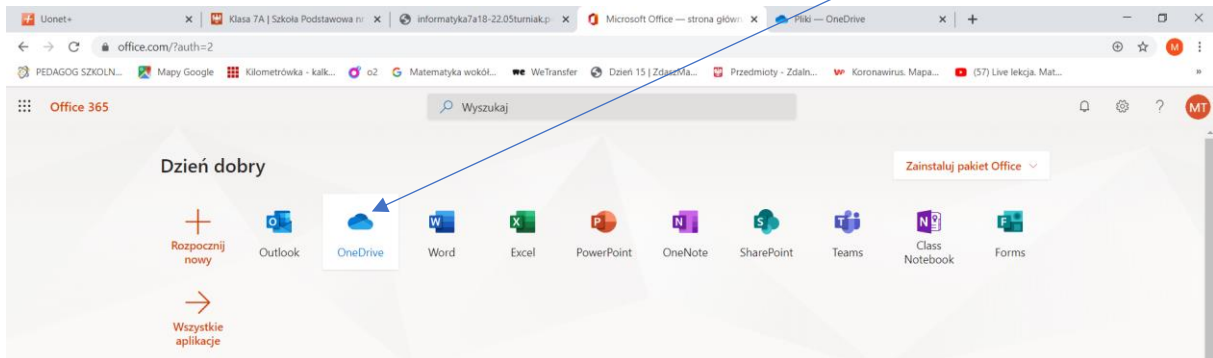 Uonet+
Klasa 7A | Szkoła Podstawowa nr
informatyka7a18-22.05turniak.p
Microsoft Office — strona główn
Pliki — OneDrive
office.com/?auth=2
M
PEDAGOG SZKOLN...
Mapy Google
Kilometrówka - kalk...
o2
Matematyka wokół...
we WeTransfer
Dzień 15 | ZdaszMa...
Przedmioty - Zdaln...
Koronawirus. Mapa...
(57) Live lekcja. Mat...
»
Office 365
Wyszukaj
?
MT
Dzień dobry
Zainstaluj pakiet Office
Rozpocznij
nowy
Outlook
OneDrive
Word
Excel
PowerPoint
OneNote
SharePoint
Teams
Class
Notebook
Forms
Wszystkie
aplikacje